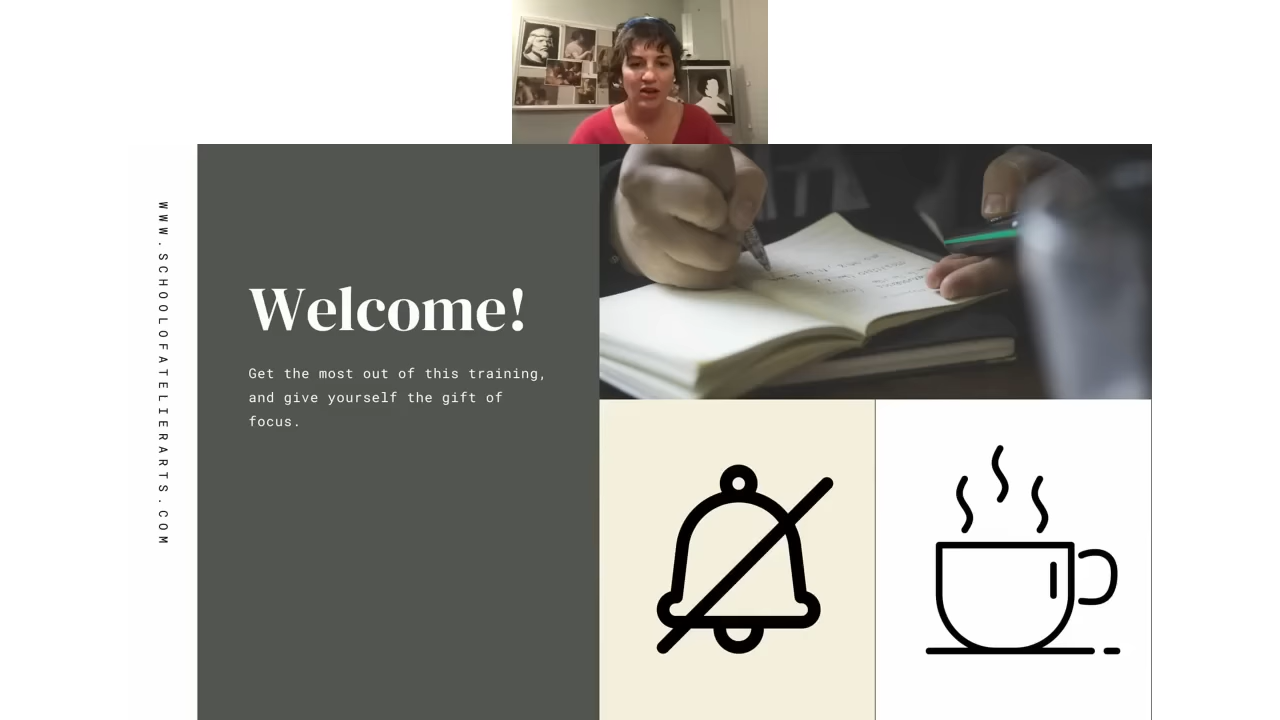 WWW.SCHOOLOFATELIERARTS.COM
Welcome!
Get the most out of this training,
and give yourself the gift of
focus.